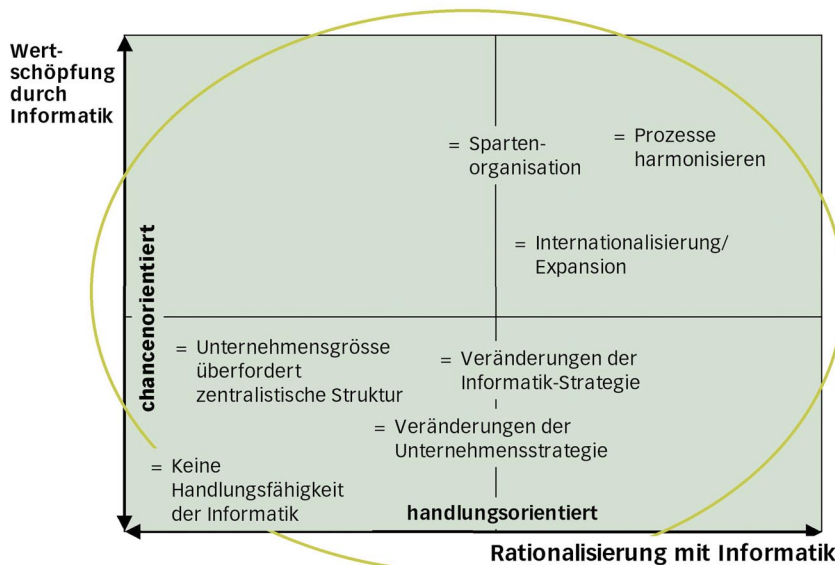 Wert-
schöpfung
durch
Informatik
= Sparten-
organisation
= Prozesse
harmonisieren
= Internationalisierung/
Expansion
chancenorientiert
= Unternehmensgrösse
überfordert
zentralistische Struktur
= Veränderungen der
Informatik-Strategie
= Veränderungen der
Unternehmensstrategie
= Keine
Handlungsfähigkeit
der Informatik
handlungsorientiert
Rationalisierung mit Informatik